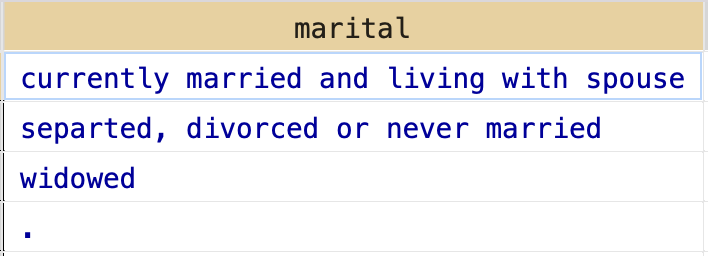 marital
currently married and living with spouse
separted, divorced or never married
widowed
.